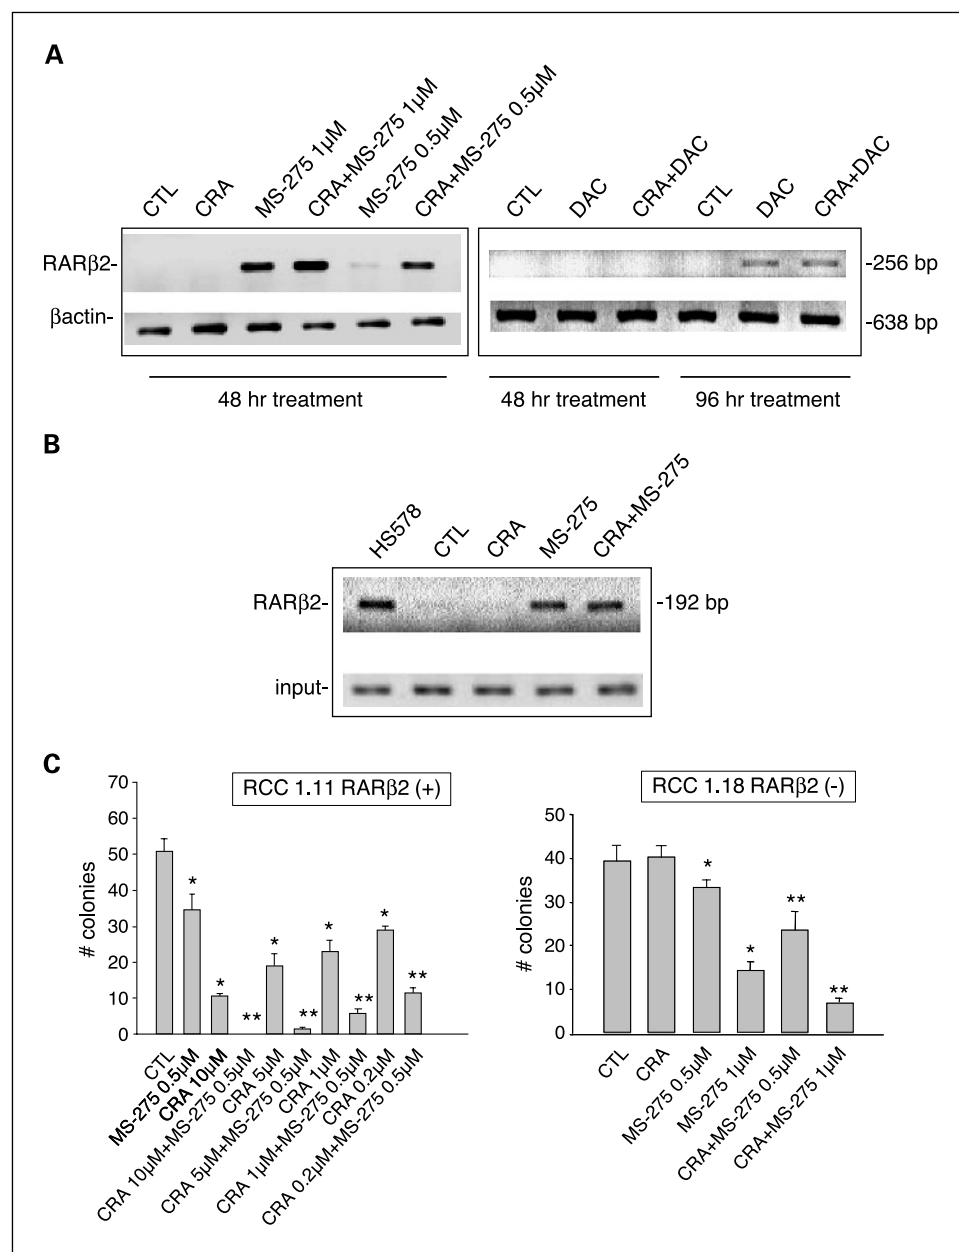 A
CTL
CRA
MS-275 1μM
CRA+MS-275 1μM
MS-275 0.5μM
CRA+MS-275 0.5μM
CTL
DAC
CRA+DAC
CTL
DAC
CRA+DAC
RARβ2-
-256 bp
βactin-
-638 bp
48 hr treatment
48 hr treatment
96 hr treatment
B
HS578
CTL
CRA
MS-275
CRA+MS-275
RARβ2-
-192 bp
input-
C
RCC 1.11 RARβ2 (+)
# colonies
70
60
50
40
30
20
10
0
*
*
**
*
**
*
**
*
**
CTL
MS-275 0.5μM
CRA 10μM
CRA 10μM+MS-275 0.5μM
CRA 5μM
CRA 5μM+MS-275 0.5μM
CRA 1μM
CRA 1μM+MS-275 0.5μM
CRA 0.2μM
CRA 0.2μM+MS-275 0.5μM
RCC 1.18 RARβ2 (-)
# colonies
50
40
30
20
10
0
*
*
**
**
CTL
CRA
MS-275 0.5μM
MS-275 1μM
CRA+MS-275 0.5μM
CRA+MS-275 1μM